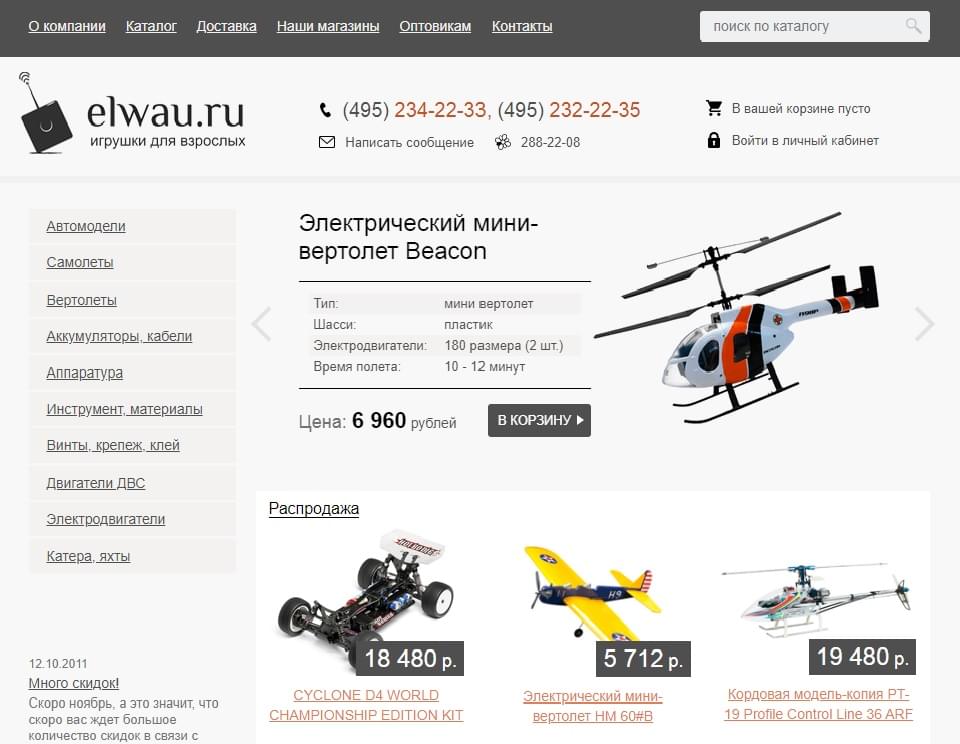 О компании Каталог Доставка Наши магазины Оптовикам Контакты поиск по каталогу
elwau.ru
игрушки для взрослых
(495) 234-22-33, (495) 232-22-35
Написать сообщение 288-22-08
В вашей корзине пусто
Войти в личный кабинет
Автомодели
Самолеты
Вертолеты
Аккумуляторы, кабели
Аппаратура
Инструмент, материалы
Винты, крепеж, клей
Двигатели ДВС
Электродвигатели
Катера, яхты
Электрический мини-
вертолет Beacon
Тип: мини вертолет
Шасси: пластик
Электродвигатели: 180 размера (2 шт.)
Время полета: 10 - 12 минут
Цена: 6 960 рублей
В КОРЗИНУ
Распродажа
H9
18 480 р.
5 712 р.
19 480 р.
CYCLONE D4 WORLD
CHAMPIONSHIP EDITION KIT
Электрический мини-
вертолет HM 60#B
Кордовая модель-копия PT-
19 Profile Control Line 36 ARF
12.10.2011
Много скидок!
Скоро ноябрь, а это значит, что
скоро вас ждет большое
количество скидок в связи с